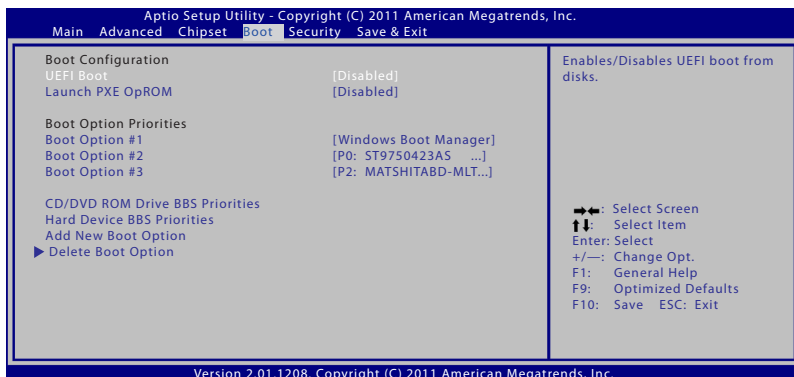 Aptio Setup Utility - Copyright (C) 2011 American Megatrends, Inc.
Main Advanced Chipset Boot Security Save & Exit
Boot Configuration
UEFI Boot [Disabled]
Launch PXE OpROM [Disabled]
Boot Option Priorities
Boot Option #1 [Windows Boot Manager]
Boot Option #2 [P0: ST9750423AS ...]
Boot Option #3 [P2: MATSHITABD-MLT...]
CD/DVD ROM Drive BBS Priorities
Hard Device BBS Priorities
Add New Boot Option
Delete Boot Option
Enables/Disables UEFI boot from
disks.
→←: Select Screen
↑↓: Select Item
Enter: Select
+/—: Change Opt.
F1: General Help
F9: Optimized Defaults
F10: Save ESC: Exit
Version 2.01.1208. Copyright (C) 2011 American Megatrends, Inc.